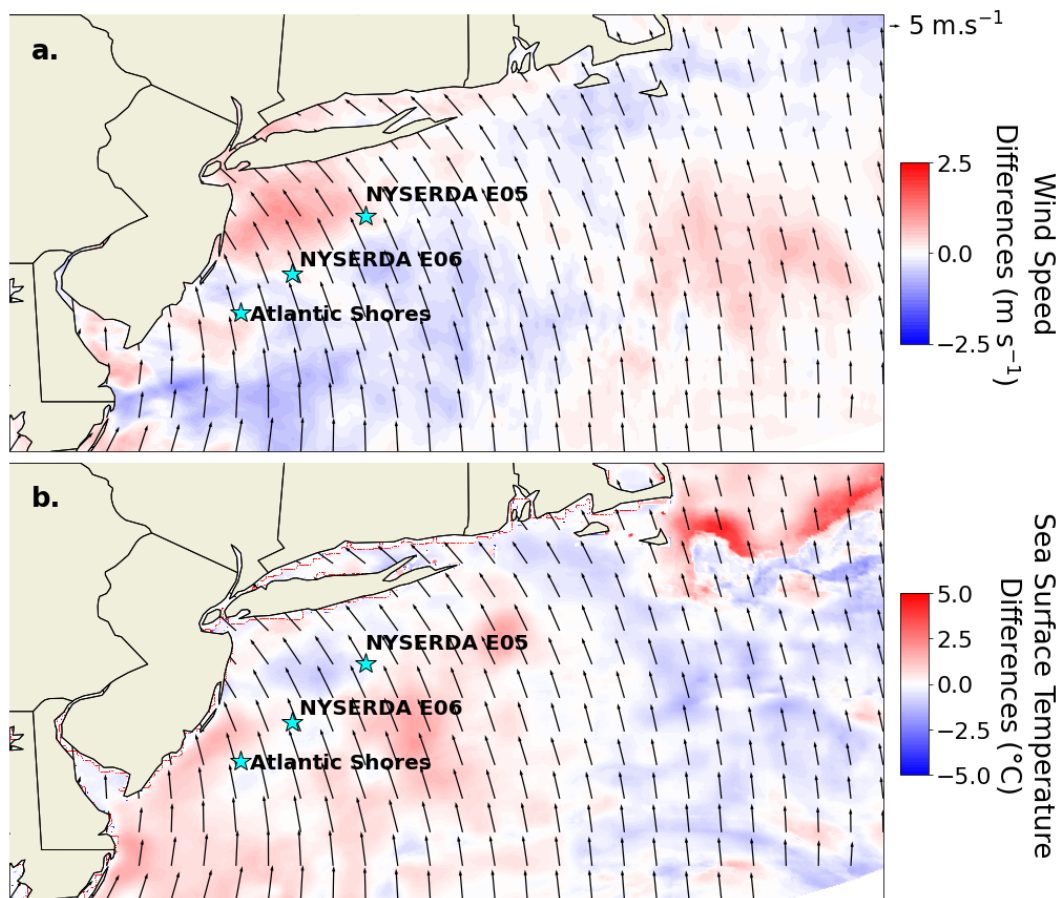 a.
5 m.s⁻¹
NYSERDA E05
NYSERDA E06
Atlantic Shores
2.5
0.0
−2.5
Wind Speed
Differences (m s⁻¹)
b.
NYSERDA E05
NYSERDA E06
Atlantic Shores
5.0
2.5
0.0
−2.5
−5.0
Sea Surface Temperature
Differences (°C)